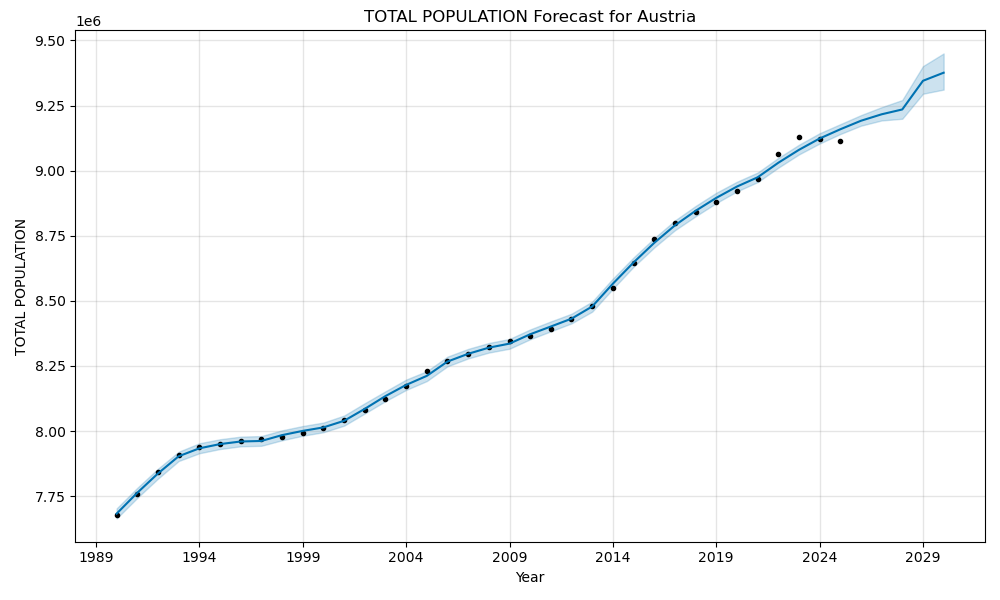 TOTAL POPULATION Forecast for Austria
1e6
9.50
9.25
9.00
8.75
8.50
8.25
8.00
7.75
TOTAL POPULATION
1989 1994 1999 2004 2009 2014 2019 2024 2029
Year